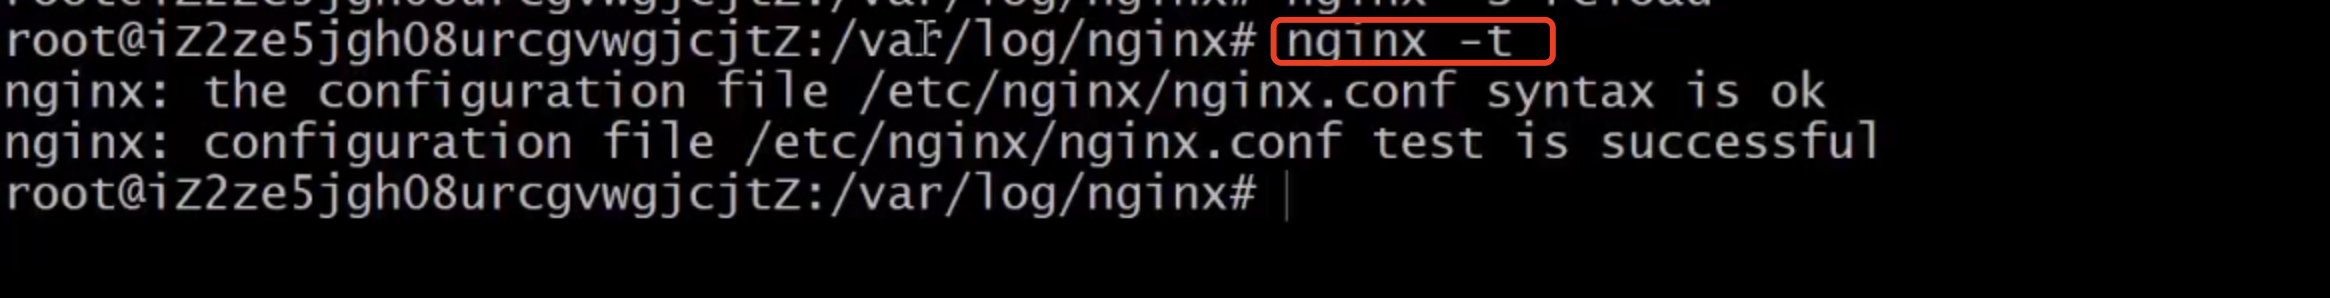 root@iZ2ze5jgh08urcgvwgjcjtZ:/var/log/nginx# nginx -s reload
root@iZ2ze5jgh08urcgvwgjcjtZ:/var/log/nginx# nginx -t
nginx: the configuration file /etc/nginx/nginx.conf syntax is ok
nginx: configuration file /etc/nginx/nginx.conf test is successful
root@iZ2ze5jgh08urcgvwgjcjtZ:/var/log/nginx#